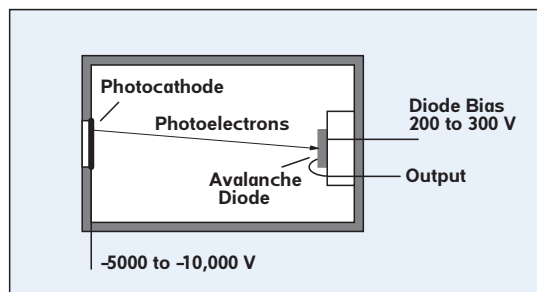 Photocathode
Photoelectrons
Diode Bias
200 to 300 V
Avalanche
Diode
Output
–5000 to –10,000 V